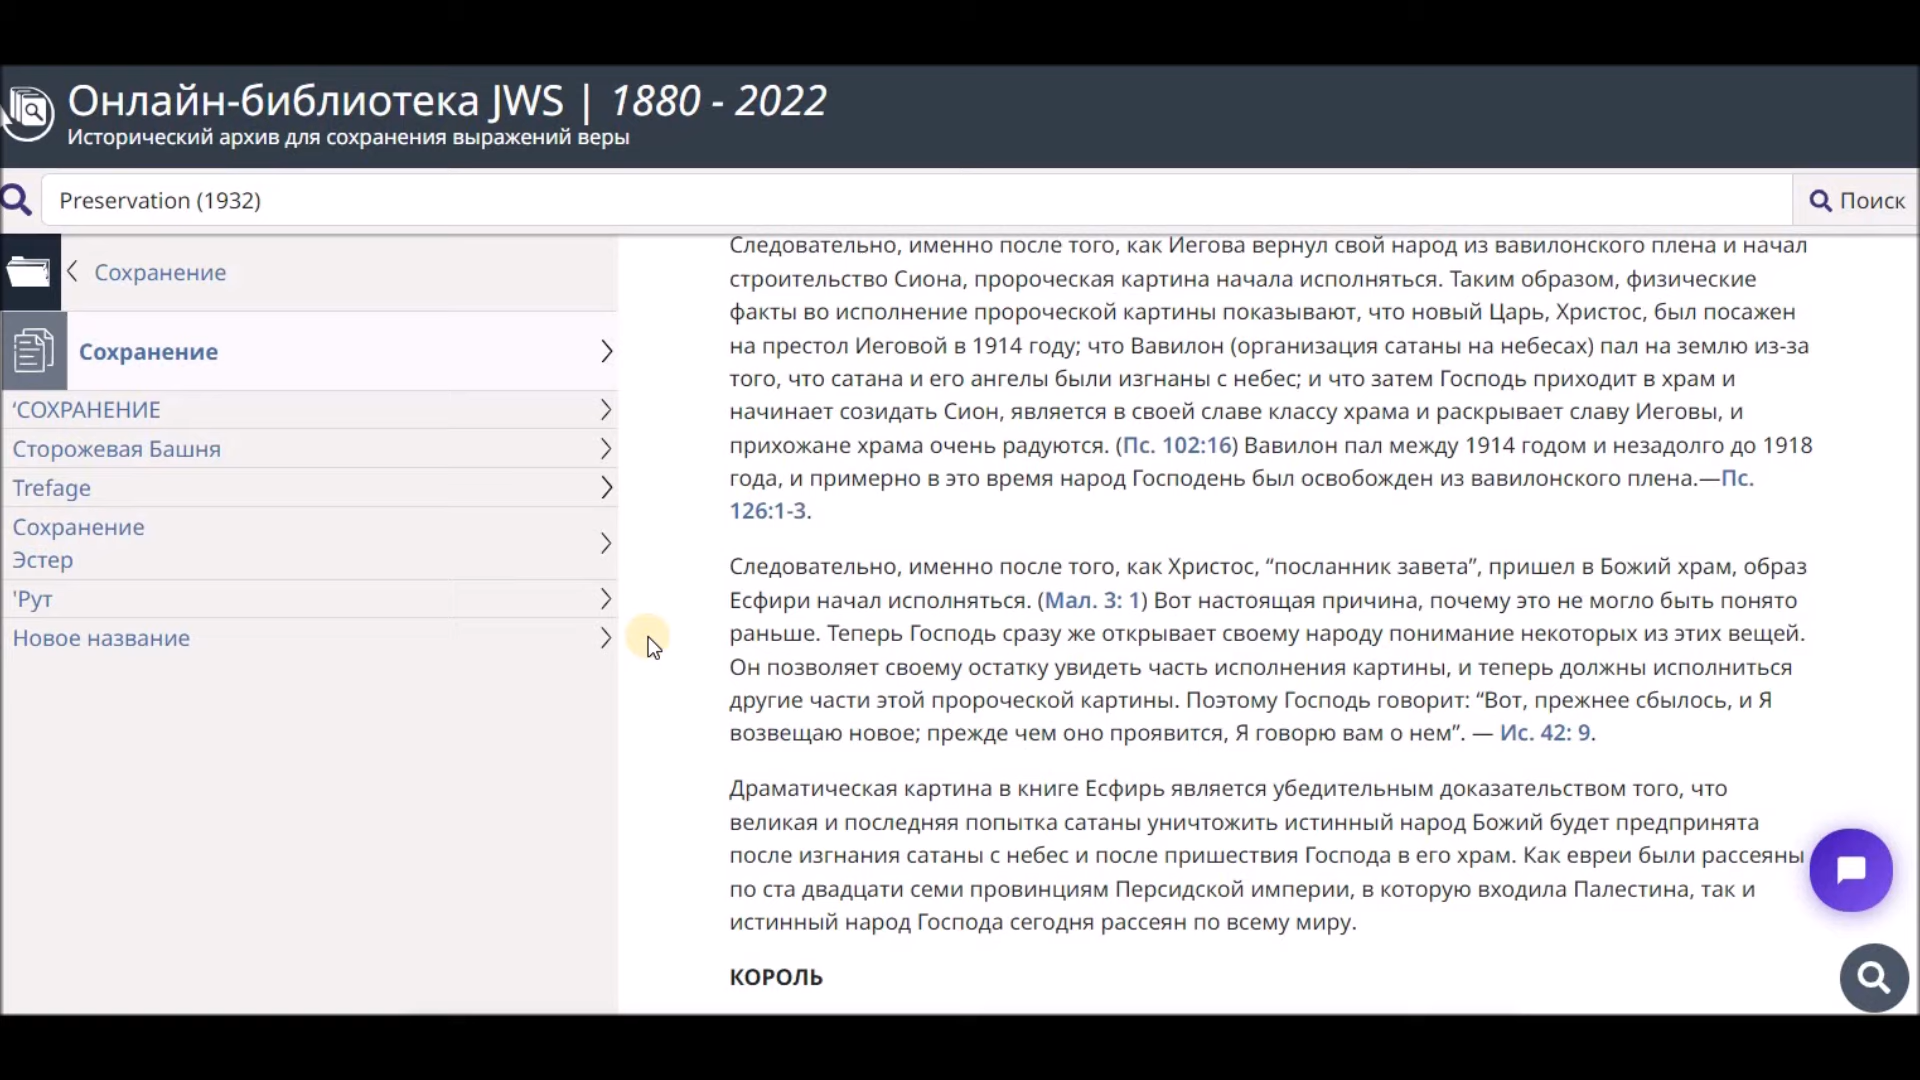 Онлайн-библиотека JWS | 1880 - 2022
Исторический архив для сохранения выражений веры
Preservation (1932)
Поиск
Сохранение
Сохранение
‘СОХРАНЕНИЕ
Сторожевая Башня
Trefage
Сохранение
Эстер
'Рут
Новое название
Следовательно, именно после того, как Иегова вернул свой народ из вавилонского плена и начал
строительство Сиона, пророческая картина начала исполняться. Таким образом, физические
факты во исполнение пророческой картины показывают, что новый Царь, Христос, был посажен
на престол Иеговой в 1914 году; что Вавилон (организация сатаны на небесах) пал на землю из-за
того, что сатана и его ангелы были изгнаны с небес; и что затем Господь приходит в храм и
начинает созидать Сион, является в своей славе классу храма и раскрывает славу Иеговы, и
прихожане храма очень радуются. (Пс. 102:16) Вавилон пал между 1914 годом и незадолго до 1918
года, и примерно в это время народ Господень был освобожден из вавилонского плена.—Пс.
126:1-3.
Следовательно, именно после того, как Христос, “посланник завета”, пришел в Божий храм, образ
Есфири начал исполняться. (Мал. 3: 1) Вот настоящая причина, почему это не могло быть понято
раньше. Теперь Господь сразу же открывает своему народу понимание некоторых из этих вещей.
Он позволяет своему остатку увидеть часть исполнения картины, и теперь должны исполниться
другие части этой пророческой картины. Поэтому Господь говорит: “Вот, прежнее сбылось, и Я
возвещаю новое; прежде чем оно проявится, Я говорю вам о нем”. — Ис. 42: 9.
Драматическая картина в книге Есфирь является убедительным доказательством того, что
великая и последняя попытка сатаны уничтожить истинный народ Божий будет предпринята
после изгнания сатаны с небес и после пришествия Господа в его храм. Как евреи были рассеяны
по ста двадцати семи провинциям Персидской империи, в которую входила Палестина, так и
истинный народ Господа сегодня рассеян по всему миру.
КОРОЛЬ